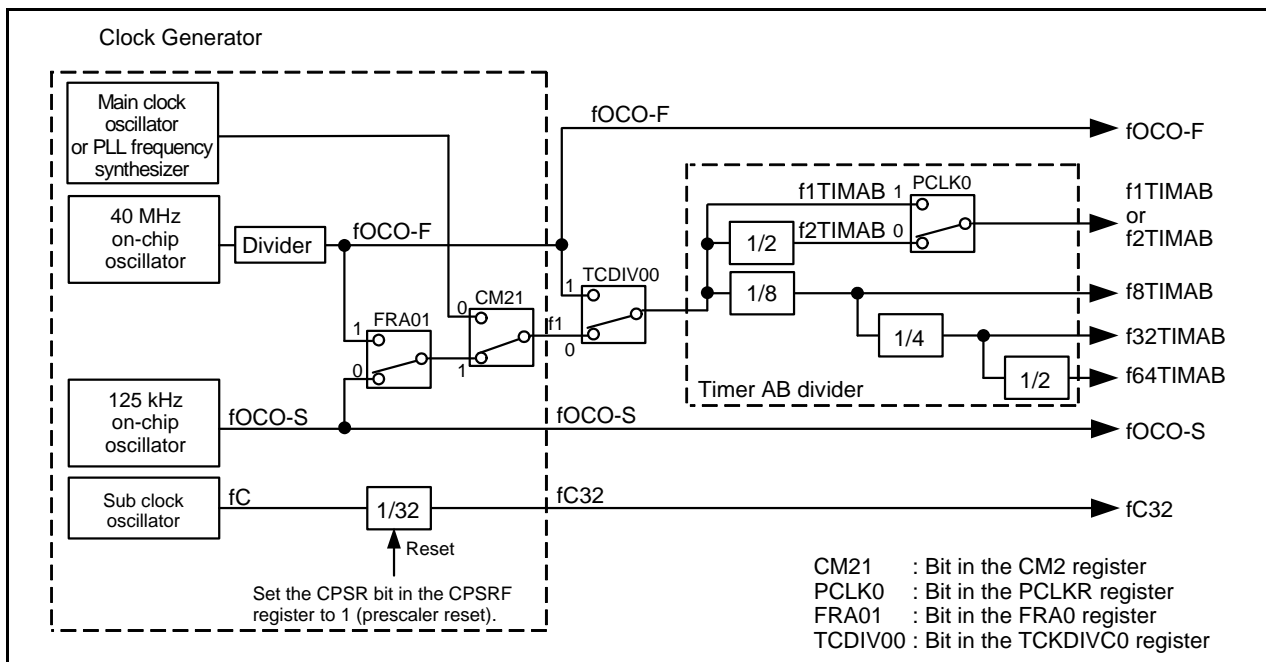 Clock Generator
Main clock
oscillator
or PLL frequency
synthesizer
fOCO-F
fOCO-F
40 MHz
on-chip
oscillator
Divider
fOCO-F
PCLK0
f1TIMAB 1
f2TIMAB 0
1/2
f1TIMAB
or
f2TIMAB
TCDIV00
1
0
1/8
f8TIMAB
CM21
0
1
f1
FRA01
1
0
1/4
f32TIMAB
1/2
f64TIMAB
Timer AB divider
125 kHz
on-chip
oscillator
fOCO-S
fOCO-S
fOCO-S
Sub clock
oscillator
fC
1/32
fC32
fC32
Reset
Set the CPSR bit in the CPSRF
register to 1 (prescaler reset).
CM21 : Bit in the CM2 register
PCLK0 : Bit in the PCLKR register
FRA01 : Bit in the FRA0 register
TCDIV00 : Bit in the TCKDIVC0 register